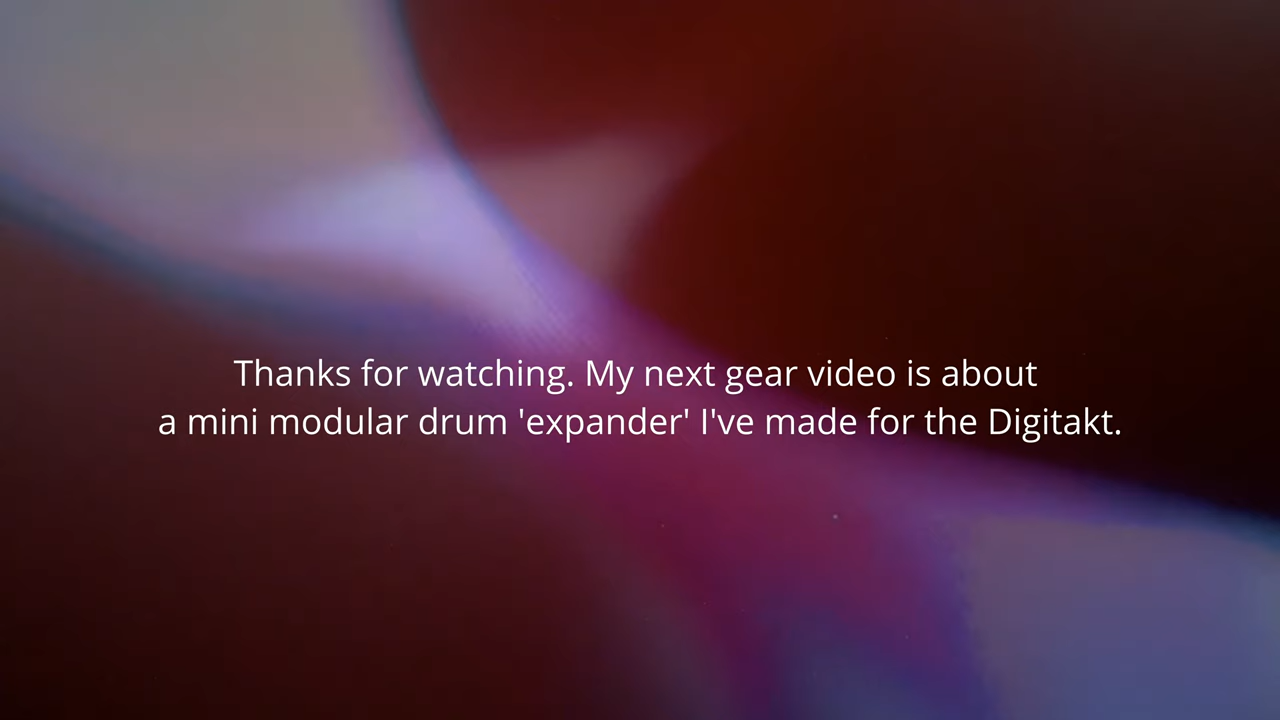 Thanks for watching. My next gear video is about
a mini modular drum 'expander' I've made for the Digitakt.